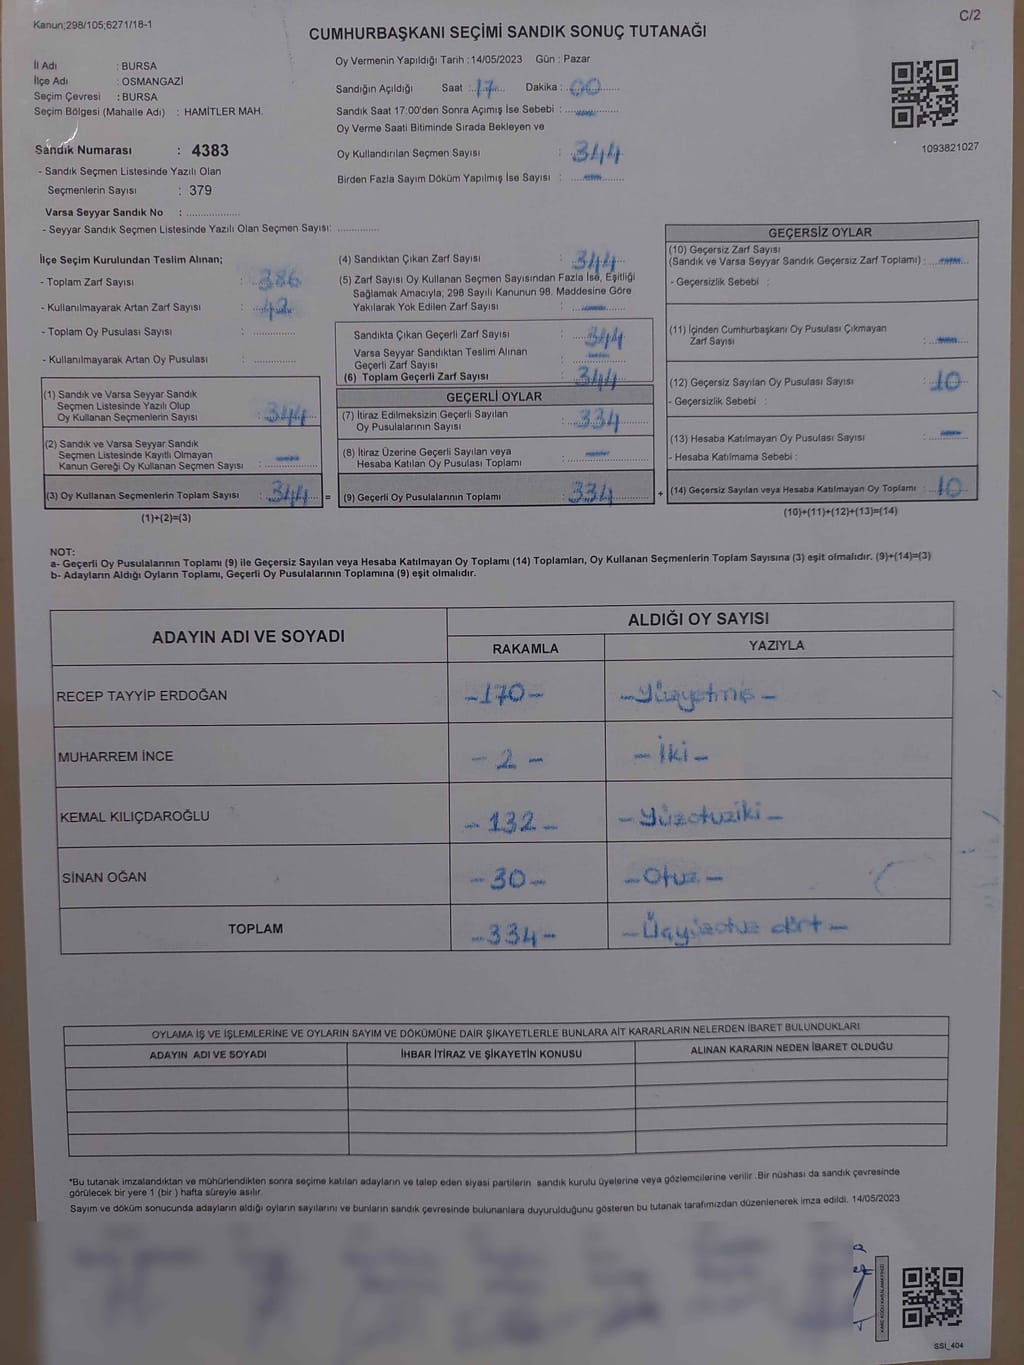 Kanun;298/105;6271/18-1
C/2
CUMHURBAŞKANI SEÇİMİ SANDIK SONUÇ TUTANAĞI
İl Adı : BURSA
İlçe Adı : OSMANGAZİ
Seçim Çevresi : BURSA
Seçim Bölgesi (Mahalle Adı) : HAMİTLER MAH.
Sandık Numarası : 4383
- Sandık Seçmen Listesinde Yazılı Olan
Seçmenlerin Sayısı : 379
Varsa Seyyar Sandık No : ..................
- Seyyar Sandık Seçmen Listesinde Yazılı Olan Seçmen Sayısı: .............
Oy Vermenin Yapıldığı Tarih : 14/05/2023 Gün : Pazar
Sandığın Açıldığı Saat : 17 Dakika : 00
Sandık Saat 17:00'den Sonra Açımış İse Sebebi :
Oy Verme Saati Bitiminde Sırada Bekleyen ve
Oy Kullandırılan Seçmen Sayısı : 344
Birden Fazla Sayım Döküm Yapılmış İse Sayısı :
1093821027
İlçe Seçim Kurulundan Teslim Alınan;
- Toplam Zarf Sayısı : 386
- Kullanılmayarak Artan Zarf Sayısı : 42
- Toplam Oy Pusulası Sayısı : .............
- Kullanılmayarak Artan Oy Pusulası : .............
(1) Sandık ve Varsa Seyyar Sandık
Seçmen Listesinde Yazılı Olup
Oy Kullanan Seçmenlerin Sayısı : 344
(2) Sandık ve Varsa Seyyar Sandık
Seçmen Listesinde Kayıtlı Olmayan
Kanun Gereği Oy Kullanan Seçmen Sayısı :
(3) Oy Kullanan Seçmenlerin Toplam Sayısı : 344 =
(1)+(2)=(3)
(4) Sandıktan Çıkan Zarf Sayısı : 344
(5) Zarf Sayısı Oy Kullanan Seçmen Sayısından Fazla İse, Eşitliği
Sağlamak Amacıyla; 298 Sayılı Kanunun 98. Maddesine Göre
Yakılarak Yok Edilen Zarf Sayısı :
Sandıkta Çıkan Geçerli Zarf Sayısı : 344
Varsa Seyyar Sandıktan Teslim Alınan
Geçerli Zarf Sayısı :
(6) Toplam Geçerli Zarf Sayısı : 344
GEÇERLİ OYLAR
(7) İtiraz Edilmeksizin Geçerli Sayılan
Oy Pusulalarının Sayısı : 334
(8) İtiraz Üzerine Geçerli Sayılan veya
Hesaba Katılan Oy Pusulası Toplamı :
(9) Geçerli Oy Pusulalarının Toplamı : 334 +
GEÇERSİZ OYLAR
(10) Geçersiz Zarf Sayısı
(Sandık ve Varsa Seyyar Sandık Geçersiz Zarf Toplamı) :
- Geçersizlik Sebebi :
(11) İçinden Cumhurbaşkanı Oy Pusulası Çıkmayan
Zarf Sayısı :
(12) Geçersiz Sayılan Oy Pusulası Sayısı : 10
- Geçersizlik Sebebi :
(13) Hesaba Katılmayan Oy Pusulası Sayısı :
- Hesaba Katılmama Sebebi :
(14) Geçersiz Sayılan veya Hesaba Katılmayan Oy Toplamı : 10
(10)+(11)+(12)+(13)=(14)
NOT:
a- Geçerli Oy Pusulalarının Toplamı (9) ile Geçersiz Sayılan veya Hesaba Katılmayan Oy Toplamı (14) Toplamları, Oy Kullanan Seçmenlerin Toplam Sayısına (3) eşit olmalıdır. (9)+(14)=(3)
b- Adayların Aldığı Oyların Toplamı, Geçerli Oy Pusulalarının Toplamına (9) eşit olmalıdır.
ADAYIN ADI VE SOYADI
ALDIĞI OY SAYISI
RAKAMLA YAZIYLA
RECEP TAYYİP ERDOĞAN -170- -Yüzyetmiş-
MUHARREM İNCE - 2 - - İki -
KEMAL KILIÇDAROĞLU - 132 - - Yüzotuziki -
SİNAN OĞAN - 30 - - Otuz -
TOPLAM - 334 - - Üçyüzotuz dört -
OYLAMA İŞ VE İŞLEMLERİNE VE OYLARIN SAYIM VE DÖKÜMÜNE DAİR ŞİKAYETLERLE BUNLARA AİT KARARLARIN NELERDEN İBARET BULUNDUKLARI
ADAYIN ADI VE SOYADI İHBAR İTİRAZ VE ŞİKAYETİN KONUSU ALINAN KARARIN NEDEN İBARET OLDUĞU
*Bu tutanak imzalandıktan ve mühürlendikten sonra seçime katılan adayların ve talep eden siyasi partilerin sandık kurulu üyelerine veya gözlemcilerine verilir .Bir nüshası da sandık çevresinde
görülecek bir yere 1 (bir ) hafta süreyle asılır.
Sayım ve döküm sonucunda adayların aldığı oyların sayılarını ve bunların sandık çevresinde bulunanlara duyurulduğunu gösteren bu tutanak tarafımızdan düzenlenerek imza edildi. 14/05/2023
SSI_404